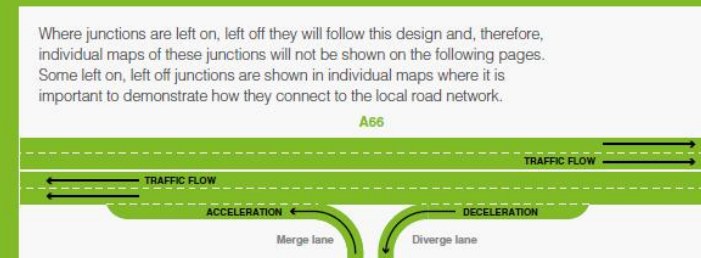 Where junctions are left on, left off they will follow this design and, therefore,
individual maps of these junctions will not be shown on the following pages.
Some left on, left off junctions are shown in individual maps where it is
important to demonstrate how they connect to the local road network.
A66
TRAFFIC FLOW
TRAFFIC FLOW
ACCELERATION
DECELERATION
Merge lane
Diverge lane